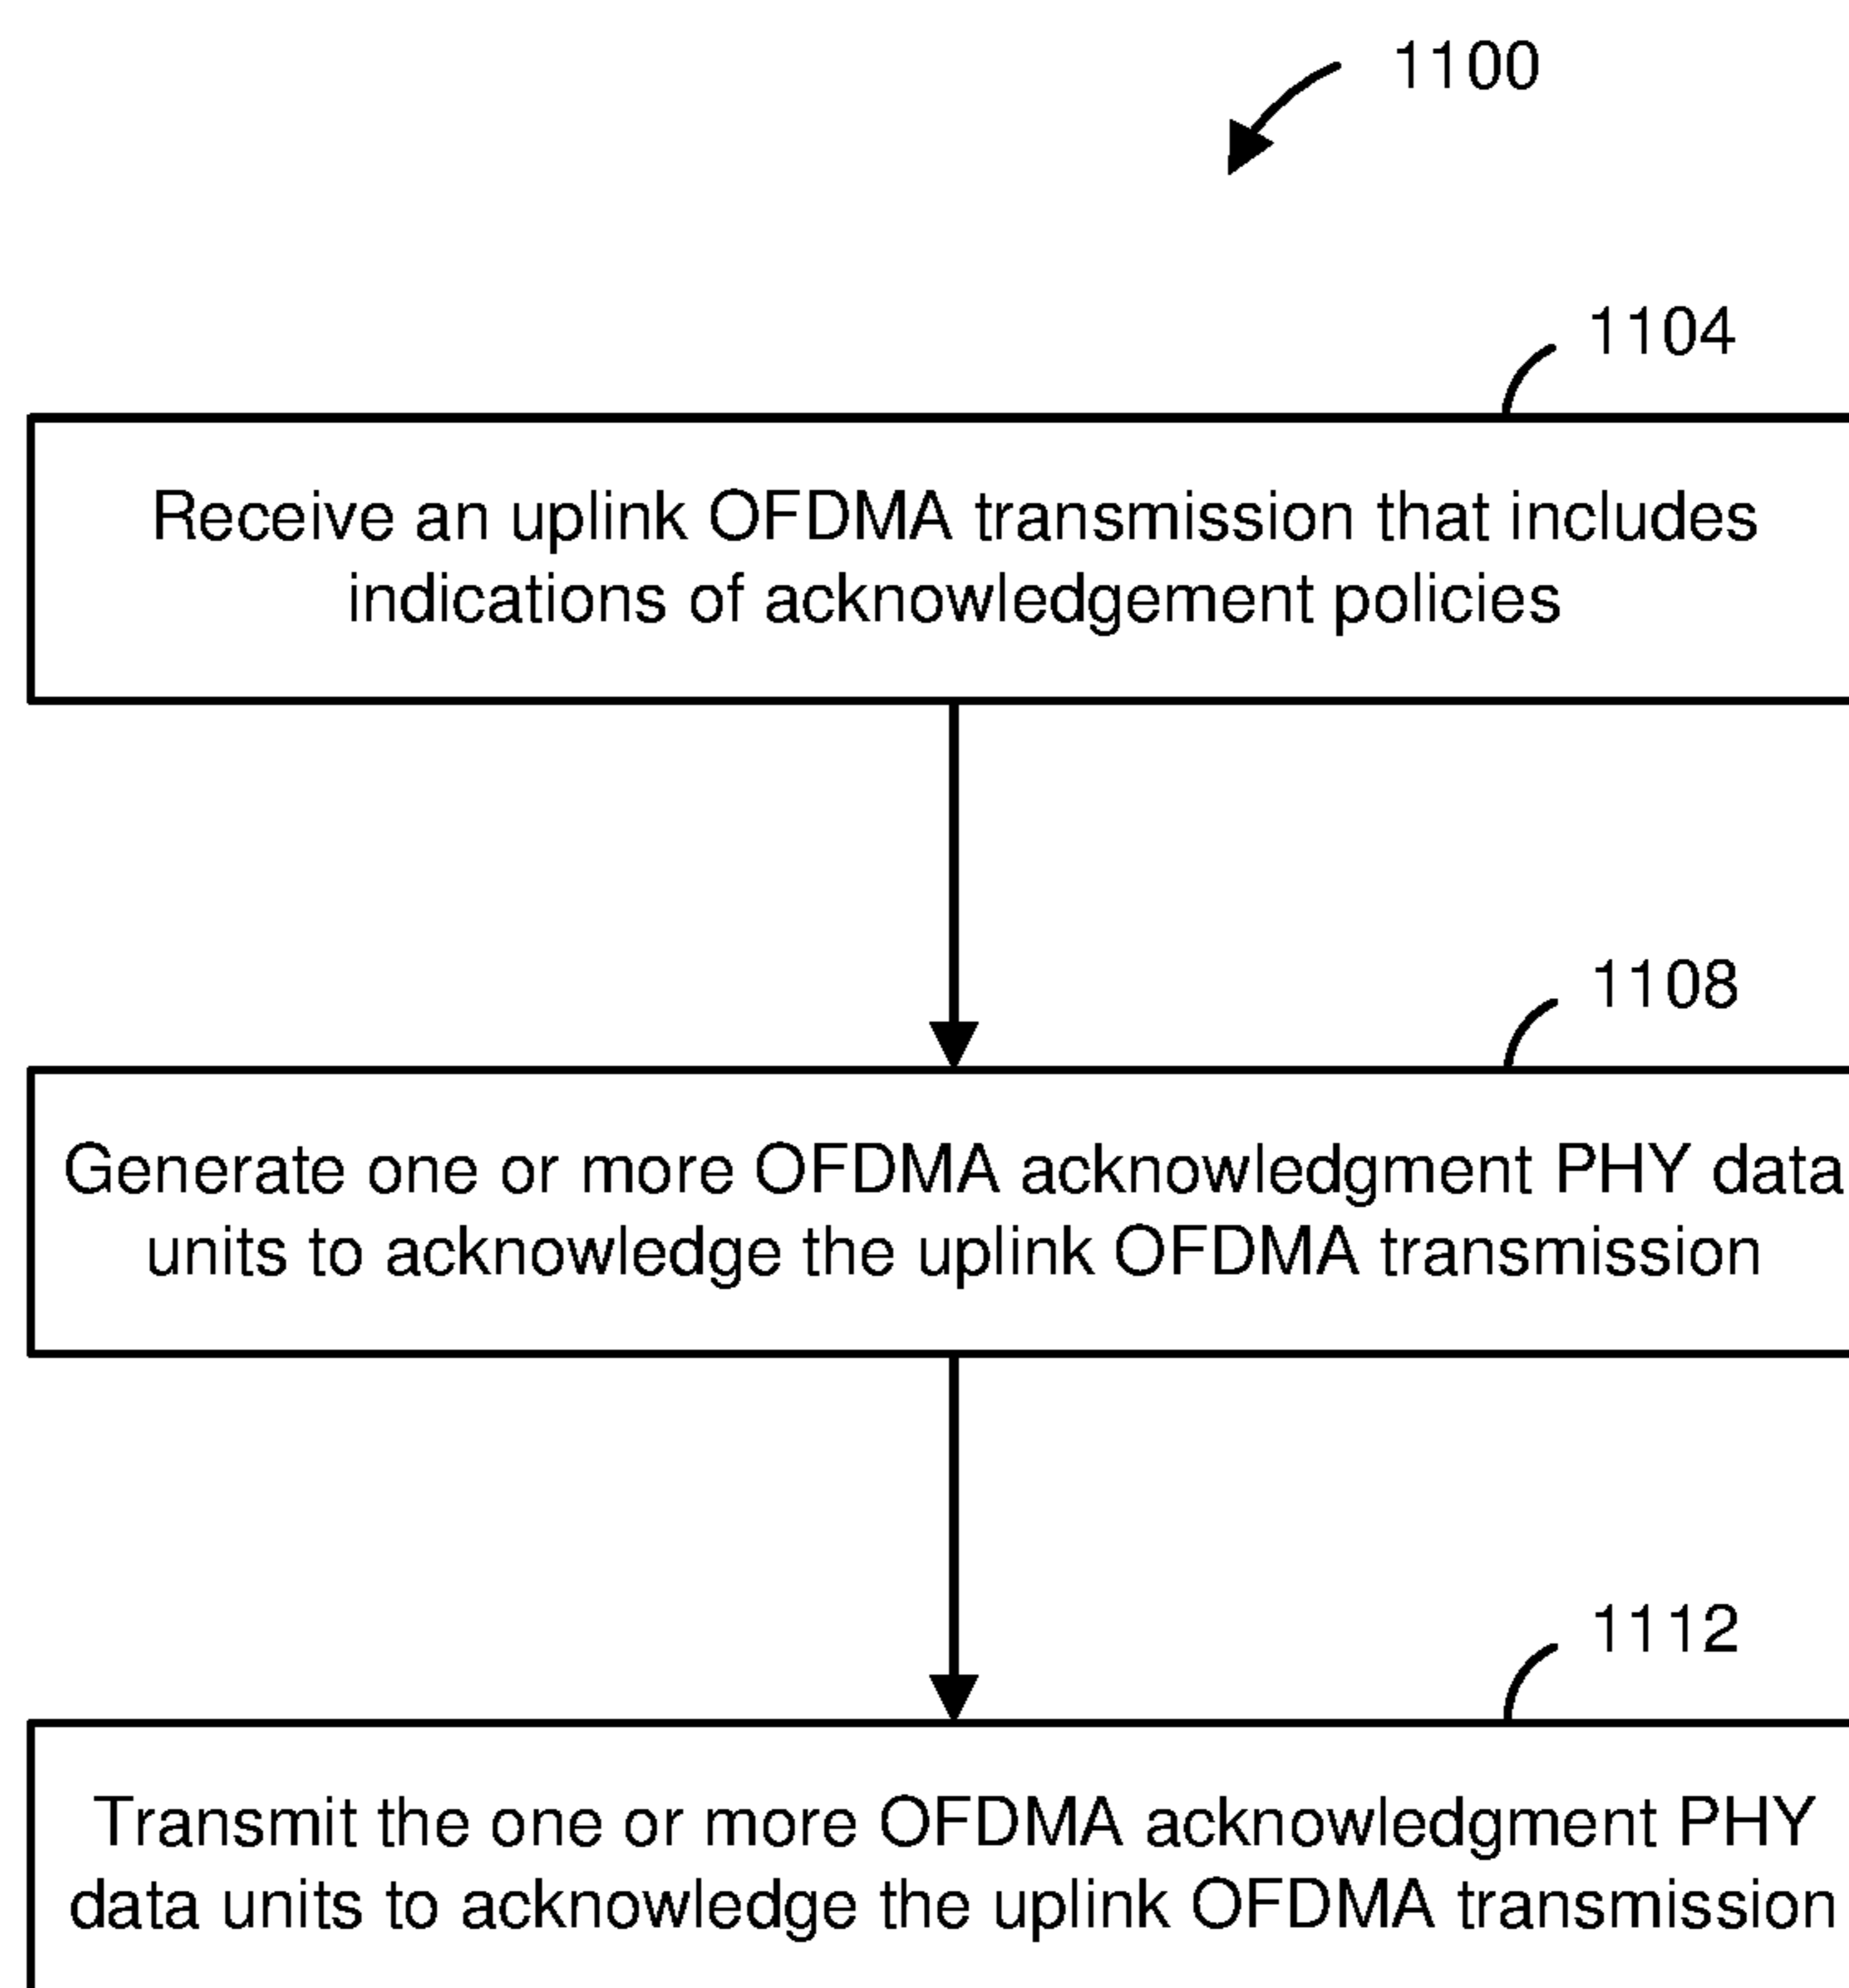 1100
1104
Receive an uplink OFDMA transmission that includes
indications of acknowledgement policies
1108
Generate one or more OFDMA acknowledgment PHY data
units to acknowledge the uplink OFDMA transmission
1112
Transmit the one or more OFDMA acknowledgment PHY
data units to acknowledge the uplink OFDMA transmission